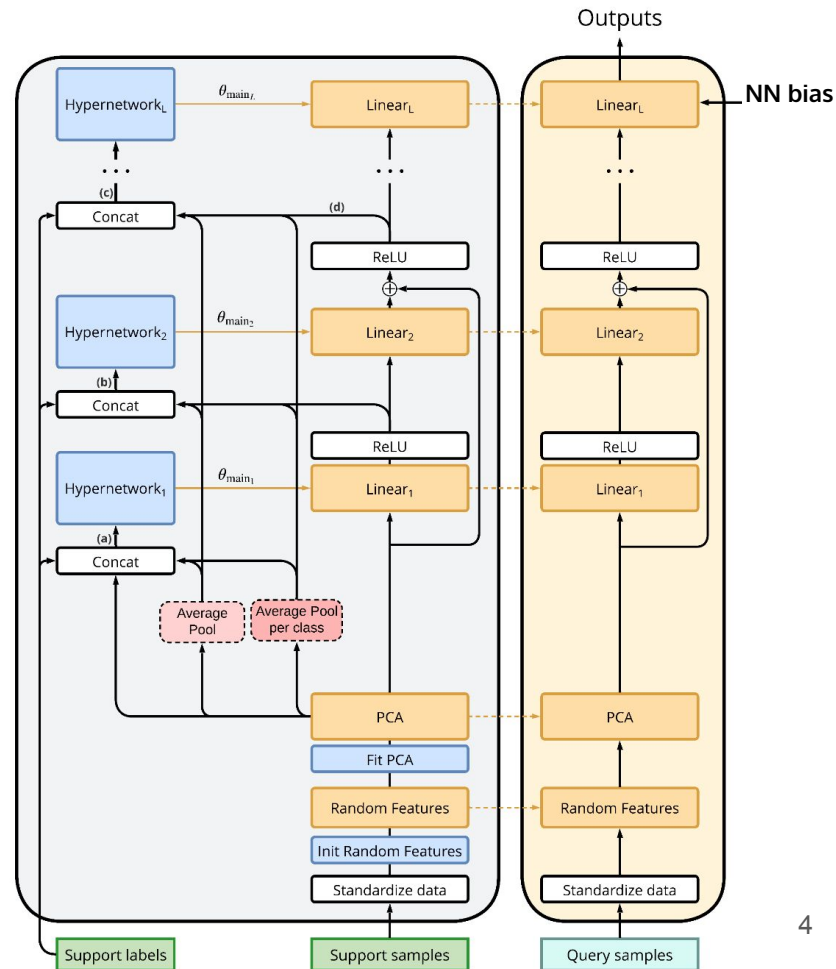 Outputs
Hypernetwork_L
θ_main_L
Linear_L
Linear_L
NN bias
...
...
...
(c)
(d)
Concat
ReLU
ReLU
+
+
Hypernetwork_2
θ_main_2
Linear_2
Linear_2
(b)
Concat
ReLU
ReLU
Hypernetwork_1
θ_main_1
Linear_1
Linear_1
(a)
Concat
Average
Pool
Average Pool
per class
PCA
PCA
Fit PCA
Random Features
Random Features
Init Random Features
Standardize data
Standardize data
Support labels
Support samples
Query samples
4